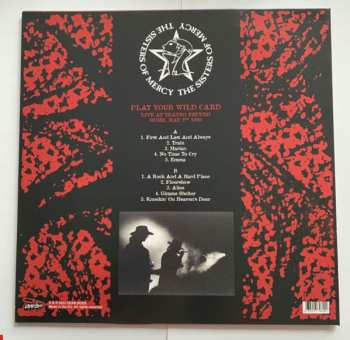 THE SISTERS OF MERCY THE SISTERS OF MERCY
PLAY YOUR WILD CARD
LIVE AT TEATRO TENDA
ROME, MAY 2ND 1985
A
1. First And Last And Always
2. Train
3. Marian
4. No Time To Cry
5. Emma
B
1. A Rock And A Hard Place
2. Floorshow
3. Alice
4. Gimme Shelter
5. Knockin' On Heaven's Door